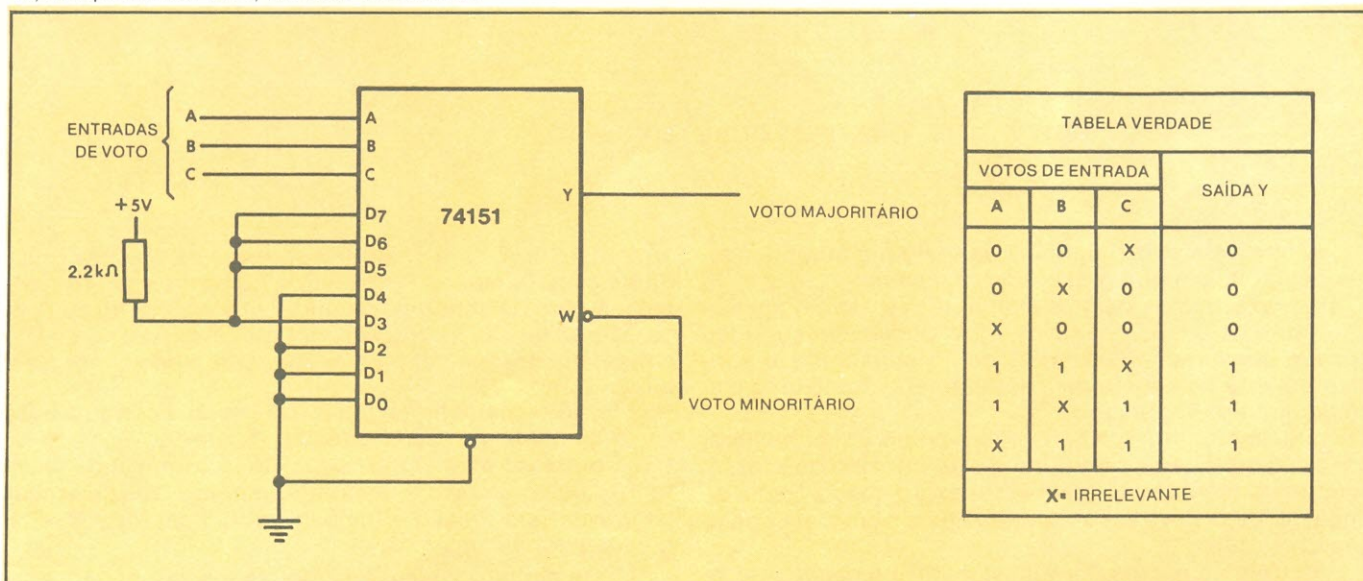 ENTRADAS
DE VOTO
A
B
C
+5V
2.2kΩ
A
B
C
D7
D6
D5
D4
D3
D2
D1
D0
74151
Y
W
VOTO MAJORITÁRIO
VOTO MINORITÁRIO
TABELA VERDADE
VOTOS DE ENTRADA
SAÍDA Y
A B C
0 0 X 0
0 X 0 0
X 0 0 0
1 1 X 1
1 X 1 1
X 1 1 1
X = IRRELEVANTE